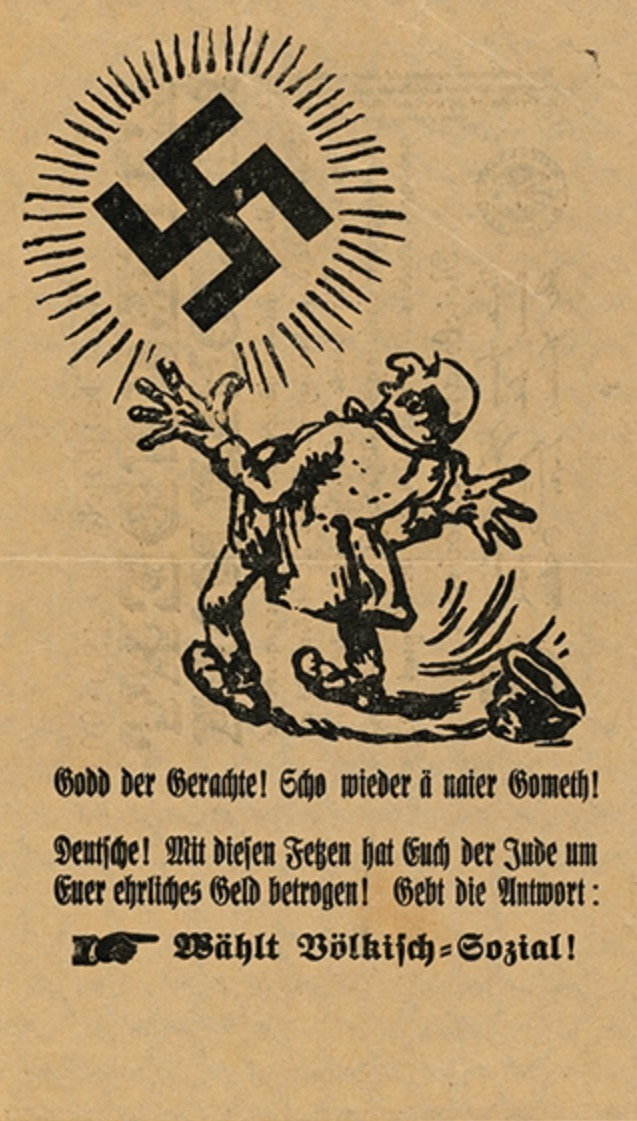 Godd der Gerachte! Scho wieder ä naier Gometh!
Deutsche! Mit diesen Fetzen hat Euch der Jude um
Euer ehrliches Geld betrogen! Gebt die Antwort:
Wählt Völkisch-Sozial!